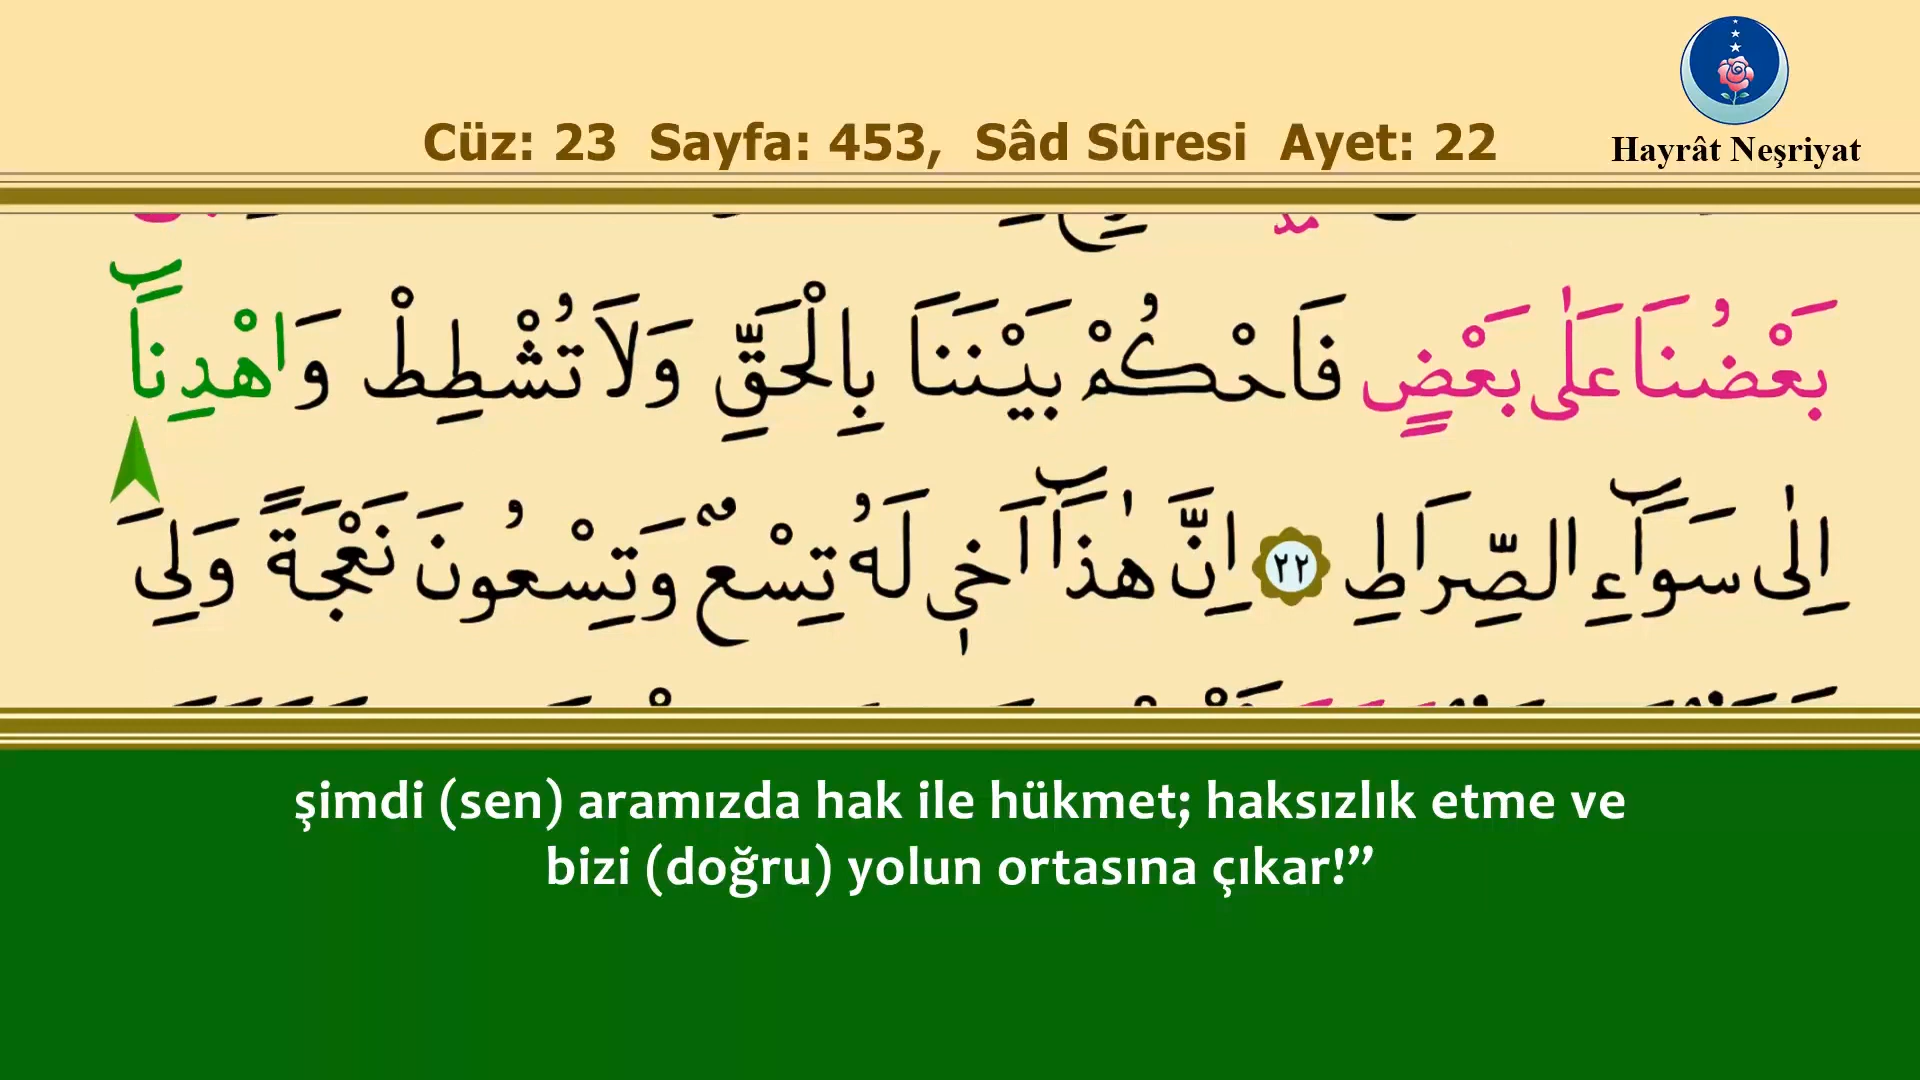 Cüz: 23 Sayfa: 453, Sâd Sûresi Ayet: 22
Hayrât Neşriyat
بَعْضُنَا عَلٰى بَعْضٍ فَاحْكُمْ بَيْنَنَا بِالْحَقِّ وَلَا تُشْطِطْ وَاهْدِنَٓا
اِلٰى سَوَٓاءِ الصِّرَاطِ ٢٢ اِنَّ هٰذَٓا اَخ۪ي لَهُ تِسْعٌ وَتِسْعُونَ نَعْجَةً وَلِيَ
şimdi (sen) aramızda hak ile hükmet; haksızlık etme ve
bizi (doğru) yolun ortasına çıkar!”